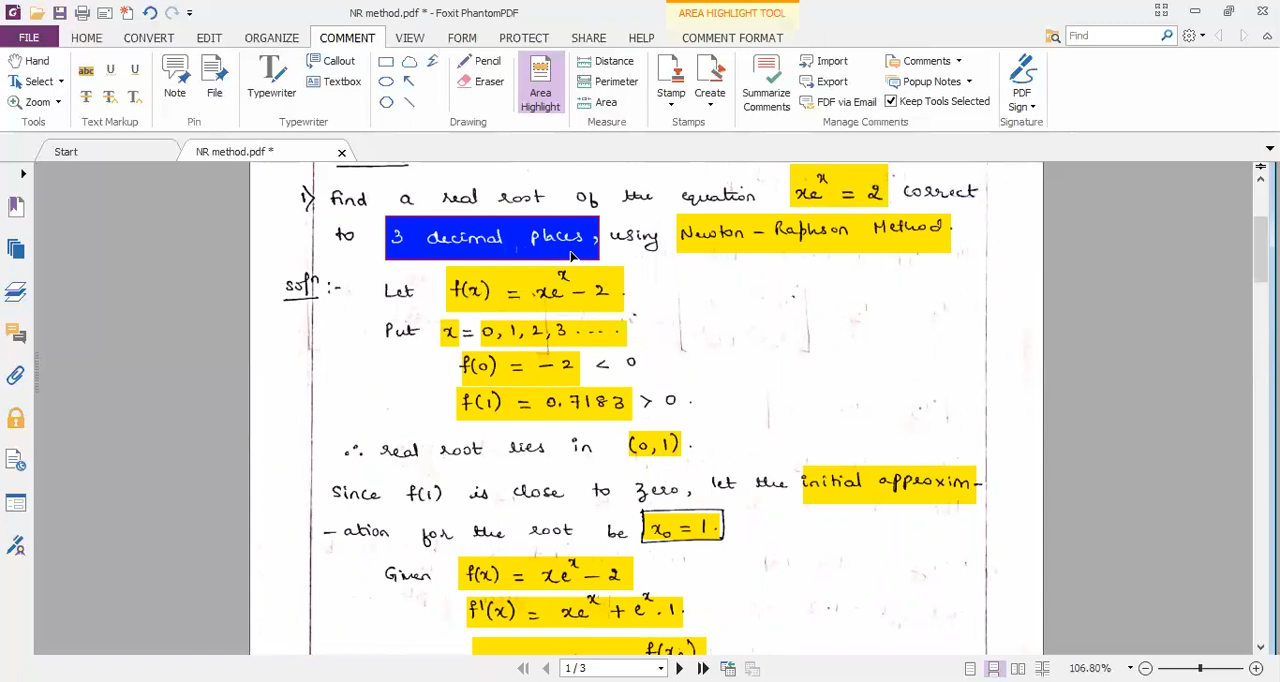 NR method.pdf * - Foxit PhantomPDF
AREA HIGHLIGHT TOOL
FILE HOME CONVERT EDIT ORGANIZE COMMENT VIEW FORM PROTECT SHARE HELP COMMENT FORMAT Find
Hand Select Zoom Tools
abc U U T T T Text Markup
Note File Pin
Typewriter Callout Textbox Typewriter
Pencil Eraser Area Highlight Drawing
Distance Perimeter Area Measure
Stamp Create Stamps
Summarize Comments Import Export FDF via Email Comments Popup Notes Keep Tools Selected Manage Comments
PDF Sign Signature
Start NR method.pdf *
1) Find a real root of the equation xe^x = 2 correct
to 3 decimal places, using Newton - Raphson Method.
Soln :- Let f(x) = xe^x - 2.
Put x = 0, 1, 2, 3 ....
f(0) = -2 < 0
f(1) = 0.7183 > 0.
∴ real root lies in (0, 1).
Since f(1) is close to zero, let the initial approxim-
-ation for the root be x₀ = 1.
Given f(x) = xe^x - 2
f'(x) = xe^x + e^x . 1.
f(x₀)
1 / 3 106.80%